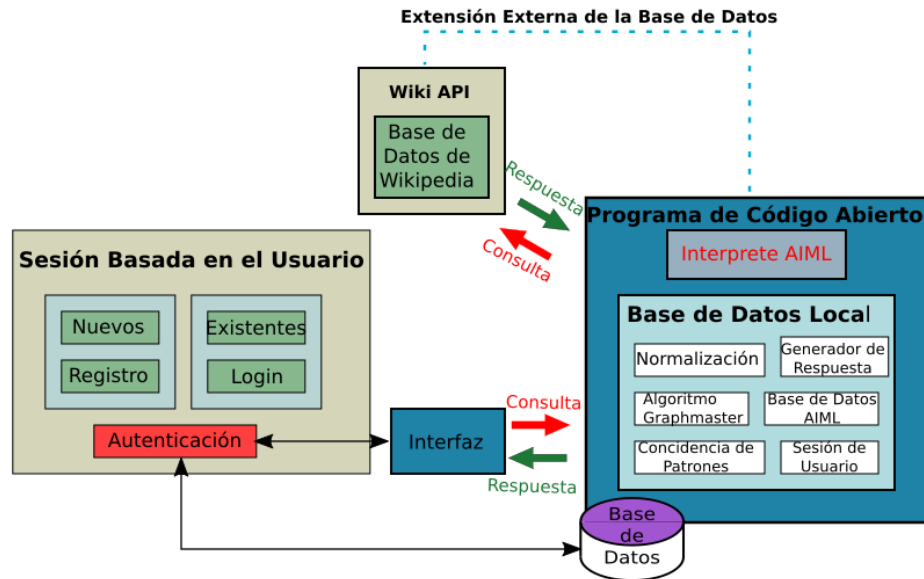 Extensión Externa de la Base de Datos
Wiki API
Base de
Datos de
Wikipedia
Respuesta
Consulta
Programa de Código Abierto
Interprete AIML
Base de Datos Local
Normalización
Generador de
Respuesta
Algoritmo
Graphmaster
Base de Datos
AIML
Concidencia de
Patrones
Sesión de
Usuario
Sesión Basada en el Usuario
Nuevos
Existentes
Registro
Login
Autenticación
Interfaz
Consulta
Respuesta
Base
de
Datos